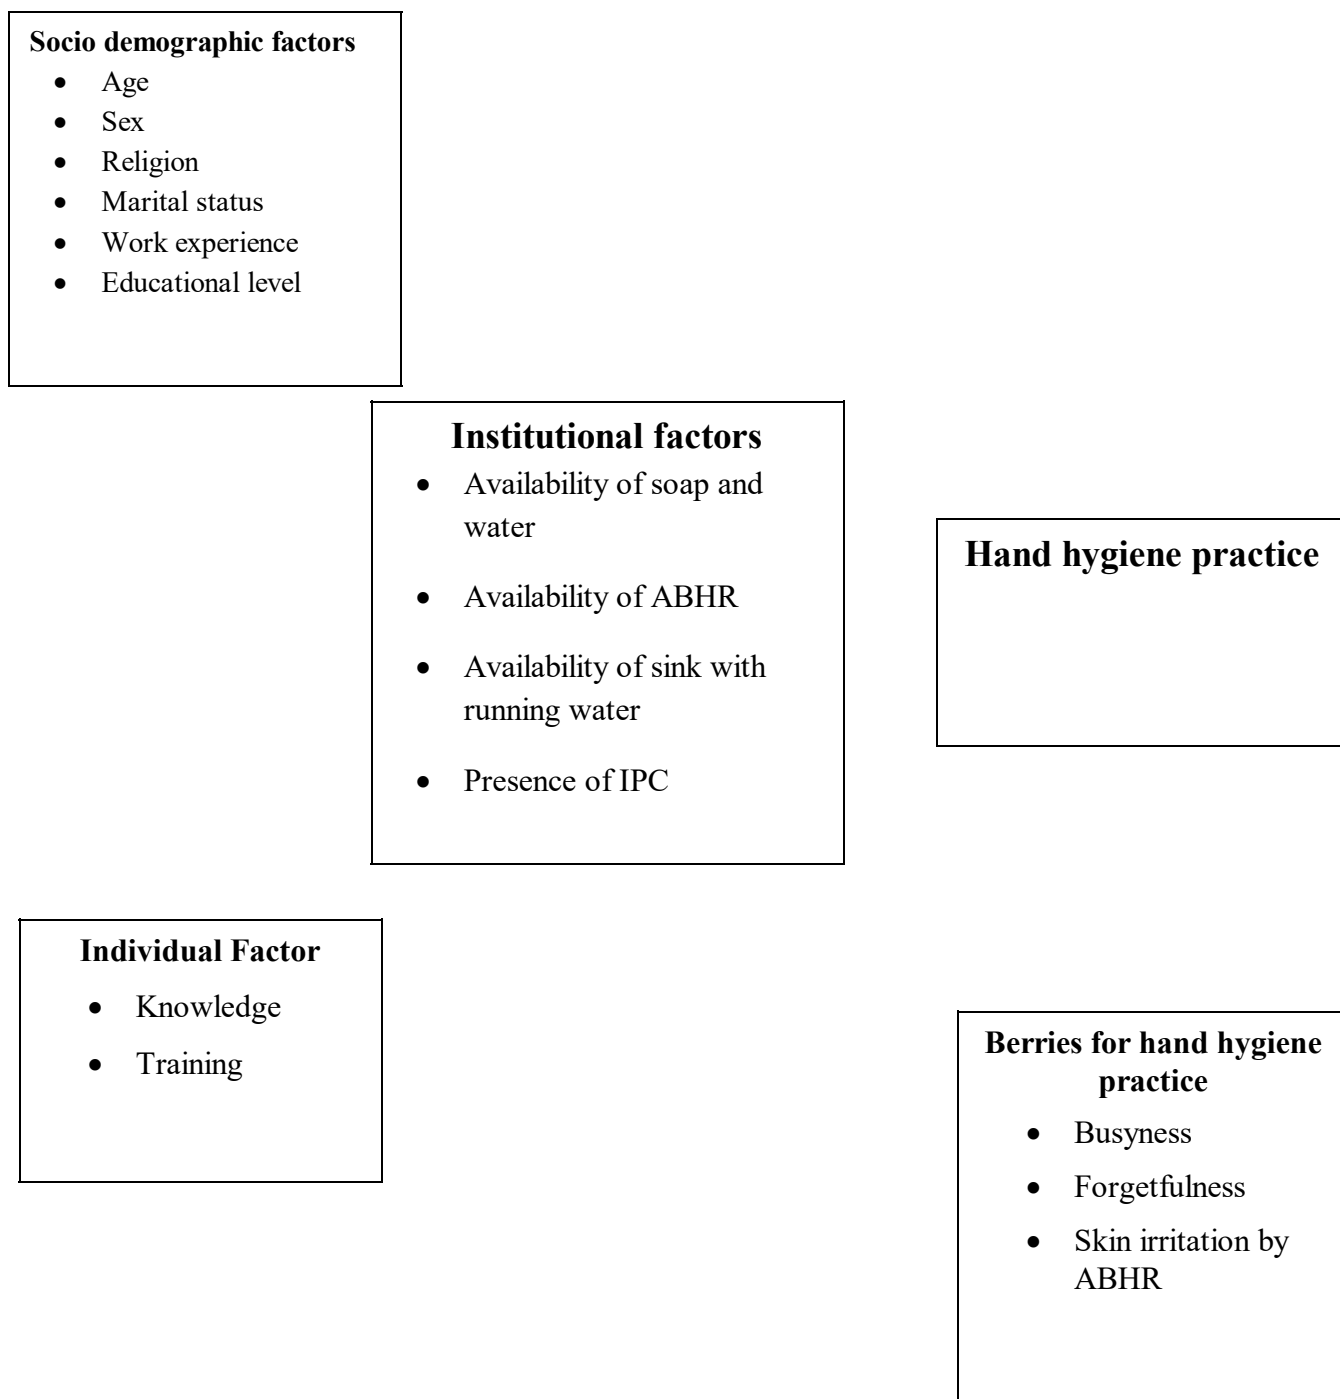 Socio demographic factors
• Age
• Sex
• Religion
• Marital status
• Work experience
• Educational level
Institutional factors
• Availability of soap and
water
• Availability of ABHR
• Availability of sink with
running water
• Presence of IPC
Hand hygiene practice
Individual Factor
• Knowledge
• Training
Berries for hand hygiene
practice
• Busyness
• Forgetfulness
• Skin irritation by
ABHR